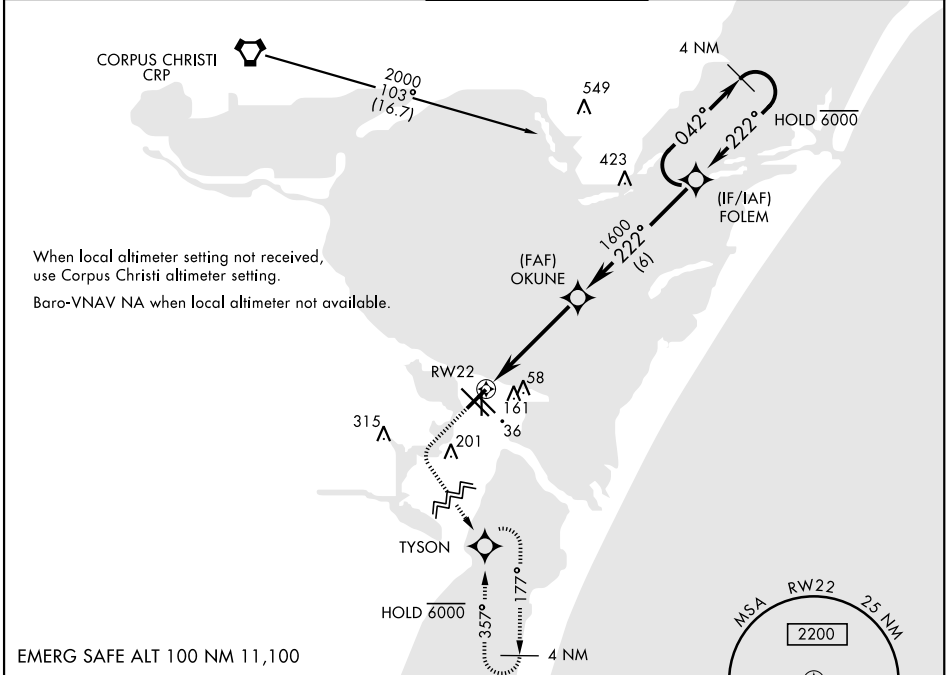 CORPUS CHRISTI
CRP
2000
103°
(16.7)
549
4 NM
042°
222°
HOLD 6000
423
(IF/IAF)
FOLEM
1600
222°
(6)
When local altimeter setting not received,
use Corpus Christi altimeter setting.
Baro-VNAV NA when local altimeter not available.
(FAF)
OKUNE
RW22
58
161
36
315
201
TYSON
177°
357°
HOLD 6000
4 NM
MSA RW22 25 NM
2200
EMERG SAFE ALT 100 NM 11,100